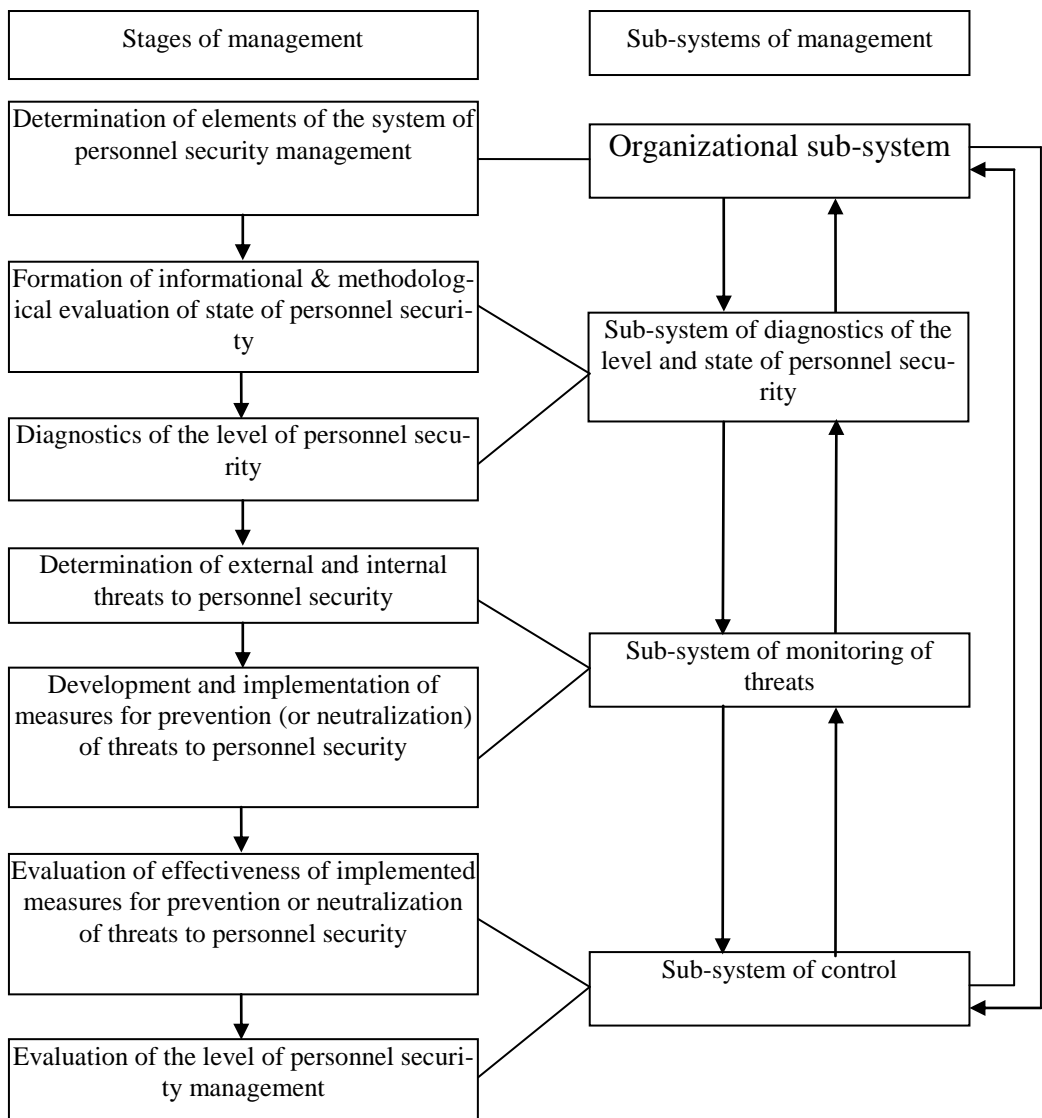 Stages of management
Sub-systems of management
Determination of elements of the system of
personnel security management
Organizational sub-system
Formation of informational & methodolog-
ical evaluation of state of personnel securi-
ty
Sub-system of diagnostics of the
level and state of personnel secu-
rity
Diagnostics of the level of personnel secu-
rity
Determination of external and internal
threats to personnel security
Sub-system of monitoring of
threats
Development and implementation of
measures for prevention (or neutralization)
of threats to personnel security
Evaluation of effectiveness of implemented
measures for prevention or neutralization
of threats to personnel security
Sub-system of control
Evaluation of the level of personnel securi-
ty management